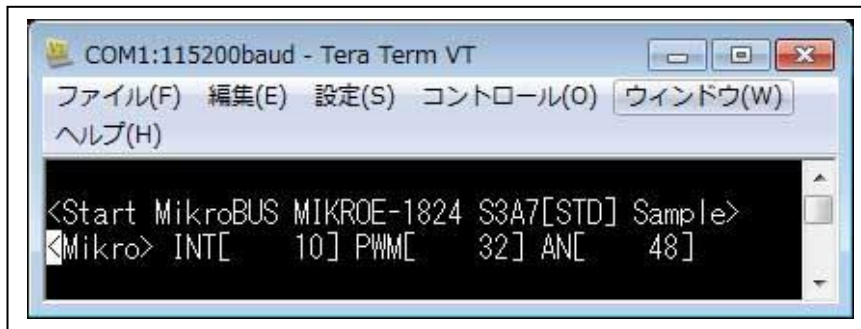 COM1:115200baud - Tera Term VT
ファイル(F) 編集(E) 設定(S) コントロール(O) ウィンドウ(W)
ヘルプ(H)
<Start MikroBUS MIKROE-1824 S3A7[STD] Sample>
<Mikro> INT[     10] PWM[     32] AN[     48]